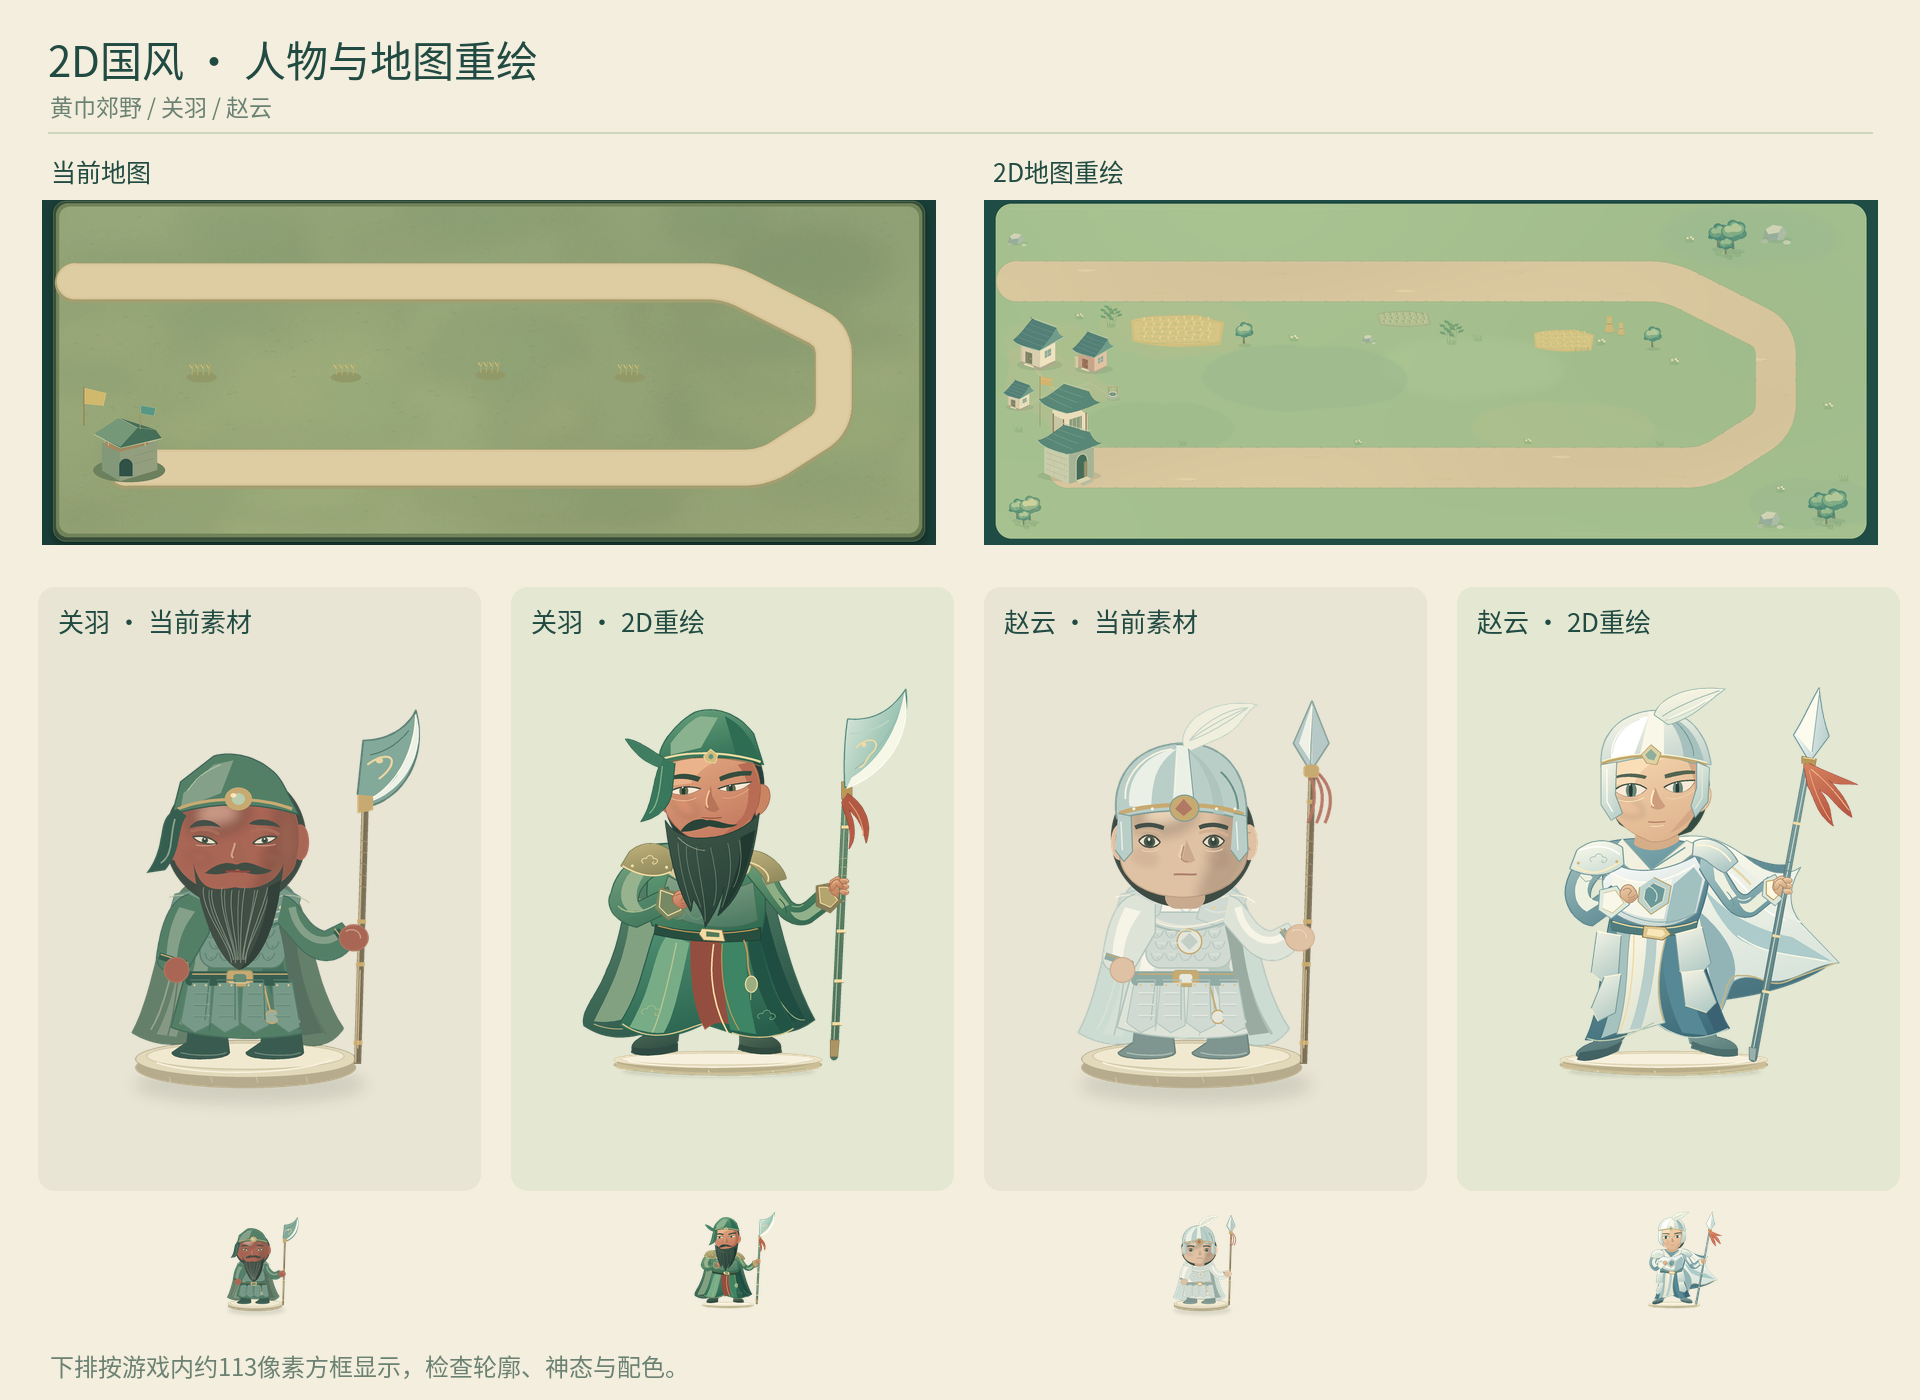 2D国风 · 人物与地图重绘
黄巾郊野 / 关羽 / 赵云
当前地图
2D地图重绘
关羽 · 当前素材
关羽 · 2D重绘
赵云 · 当前素材
赵云 · 2D重绘
下排按游戏内约113像素方框显示，检查轮廓、神态与配色。